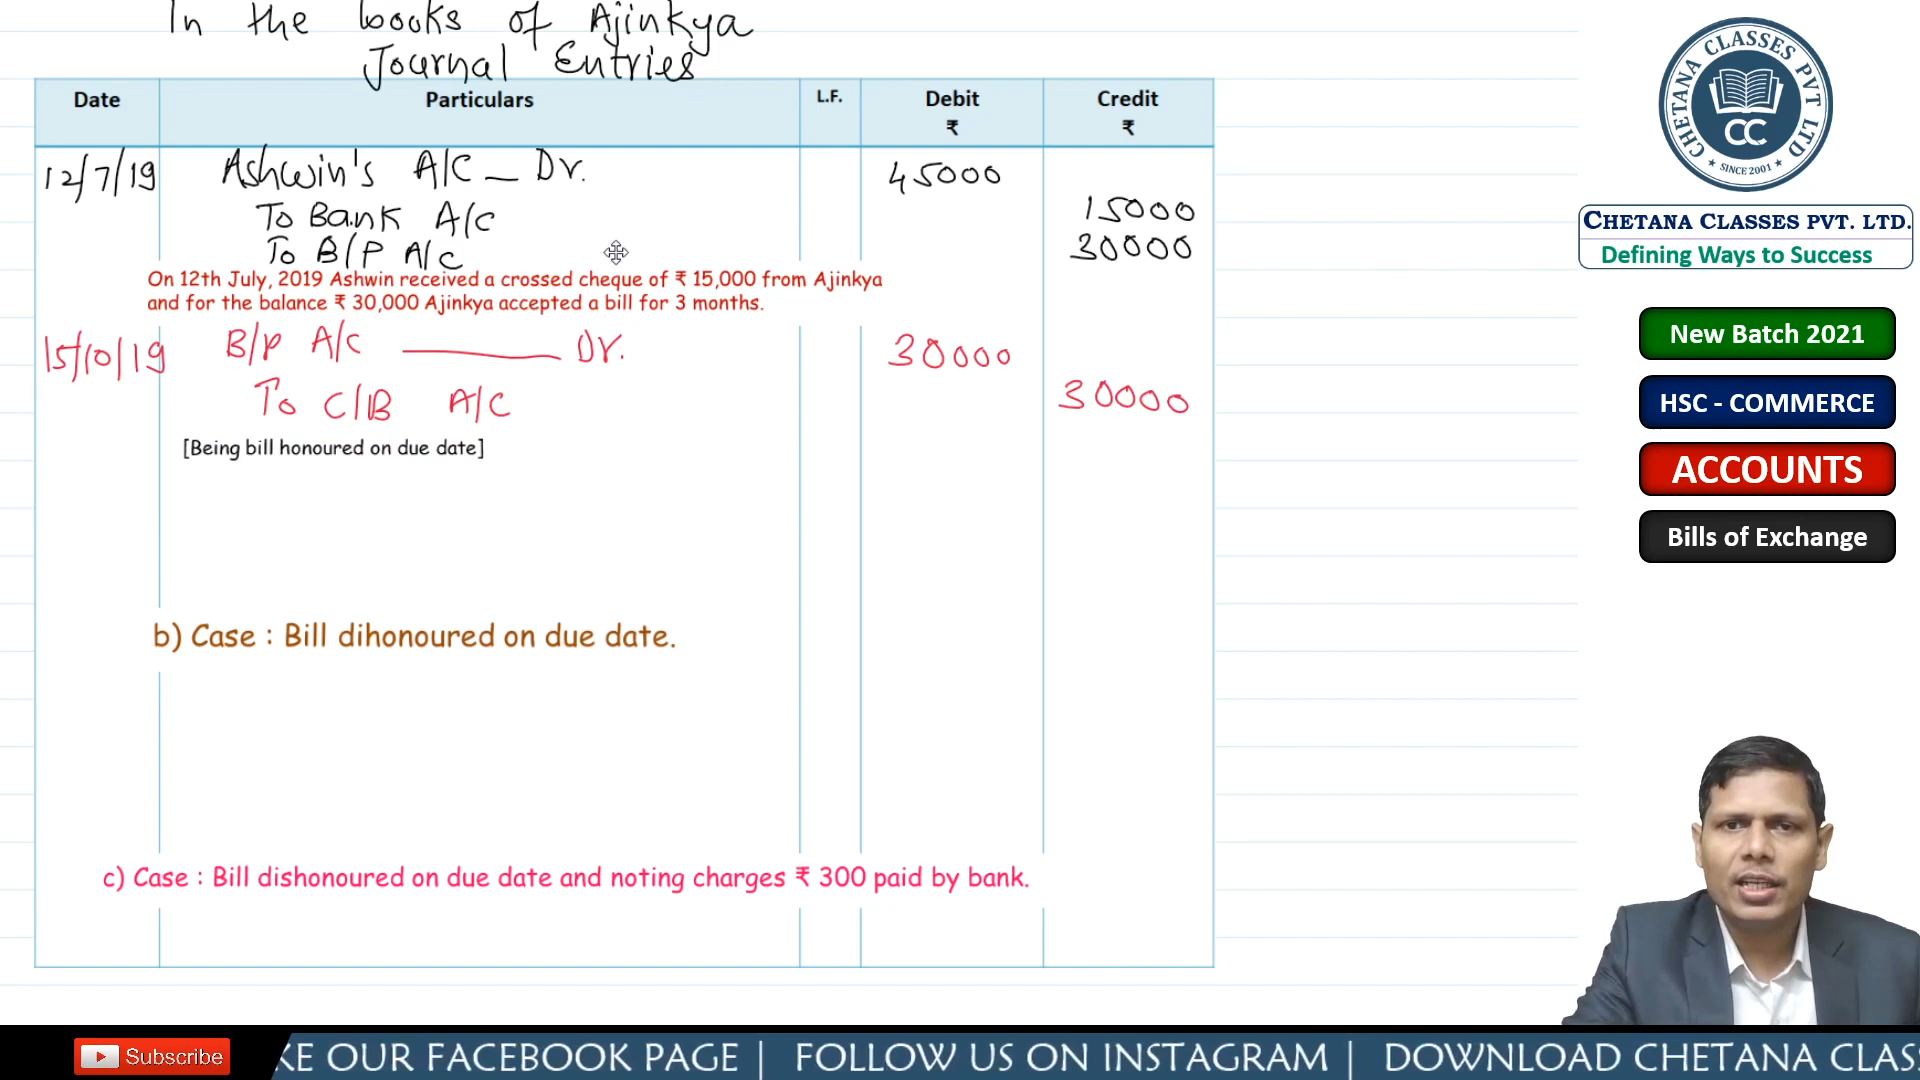 In the books of Ajinkya
Journal Entries
Date Particulars L.F. Debit ₹ Credit ₹
12/7/19 Ashwin's A/C — Dr. 45000
To Bank A/C 15000
To B/P A/C 30000
On 12th July, 2019 Ashwin received a crossed cheque of ₹ 15,000 from Ajinkya
and for the balance ₹ 30,000 Ajinkya accepted a bill for 3 months.
15/10/19 B/P A/C ——— Dr. 30000
To C/B A/C 30000
[Being bill honoured on due date]
b) Case : Bill dihonoured on due date.
c) Case : Bill dishonoured on due date and noting charges ₹ 300 paid by bank.
CHETANA CLASSES PVT LTD
CC
SINCE 2001
CHETANA CLASSES PVT. LTD.
Defining Ways to Success
New Batch 2021
HSC - COMMERCE
ACCOUNTS
Bills of Exchange
Subscribe
KE OUR FACEBOOK PAGE | FOLLOW US ON INSTAGRAM | DOWNLOAD CHETANA CLAS